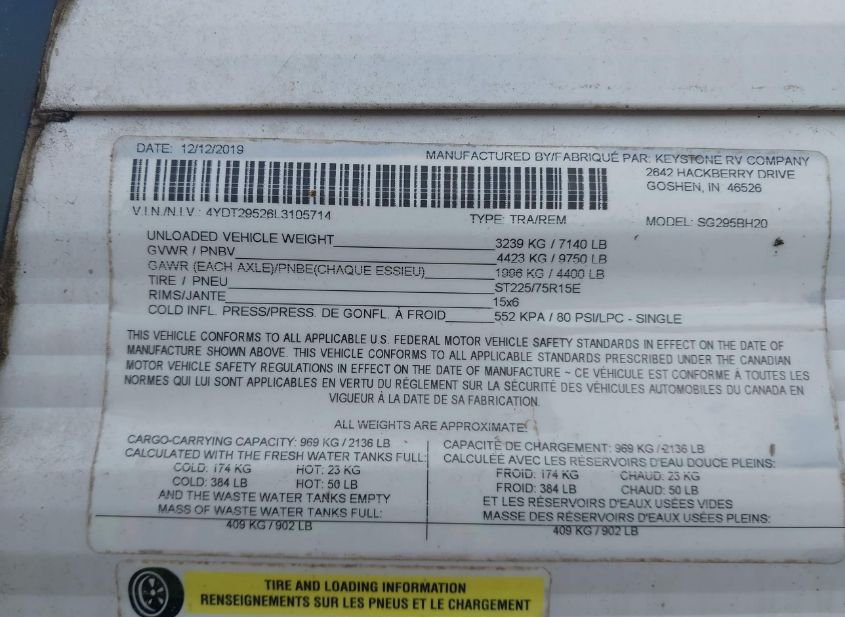 DATE: 12/12/2019
MANUFACTURED BY/FABRIQUÉ PAR: KEYSTONE RV COMPANY
2642 HACKBERRY DRIVE
GOSHEN, IN 46526
V.I.N./N.I.V.: 4YDT29526L3105714 TYPE: TRA/REM MODEL: SG295BH20
UNLOADED VEHICLE WEIGHT 3239 KG / 7140 LB
GVWR / PNBV 4423 KG / 9750 LB
GAWR (EACH AXLE)/PNBE(CHAQUE ESSIEU) 1996 KG / 4400 LB
TIRE / PNEU ST225/75R15E
RIMS/JANTE 15x6
COLD INFL. PRESS/PRESS. DE GONFL. À FROID 552 KPA / 80 PSI/LPC - SINGLE
THIS VEHICLE CONFORMS TO ALL APPLICABLE U.S. FEDERAL MOTOR VEHICLE SAFETY STANDARDS IN EFFECT ON THE DATE OF
MANUFACTURE SHOWN ABOVE. THIS VEHICLE CONFORMS TO ALL APPLICABLE STANDARDS PRESCRIBED UNDER THE CANADIAN
MOTOR VEHICLE SAFETY REGULATIONS IN EFFECT ON THE DATE OF MANUFACTURE ~ CE VÉHICULE EST CONFORME À TOUTES LES
NORMES QUI LUI SONT APPLICABLES EN VERTU DU RÉGLEMENT SUR LA SÉCURITÉ DES VÉHICULES AUTOMOBILES DU CANADA EN
VIGUEUR À LA DATE DE SA FABRICATION.
ALL WEIGHTS ARE APPROXIMATE:
CARGO-CARRYING CAPACITY: 969 KG / 2136 LB
CALCULATED WITH THE FRESH WATER TANKS FULL:
COLD: 174 KG HOT: 23 KG
COLD: 384 LB HOT: 50 LB
AND THE WASTE WATER TANKS EMPTY
MASS OF WASTE WATER TANKS FULL:
409 KG / 902 LB
CAPACITÉ DE CHARGEMENT: 969 KG / 2136 LB
CALCULÉE AVEC LES RÉSERVOIRS D'EAU DOUCE PLEINS:
FROID: 174 KG CHAUD: 23 KG
FROID: 384 LB CHAUD: 50 LB
ET LES RÉSERVOIRS D'EAUX USÉES VIDES
MASSE DES RÉSERVOIRS D'EAUX USÉES PLEINS:
409 KG / 902 LB
TIRE AND LOADING INFORMATION
RENSEIGNEMENTS SUR LES PNEUS ET LE CHARGEMENT